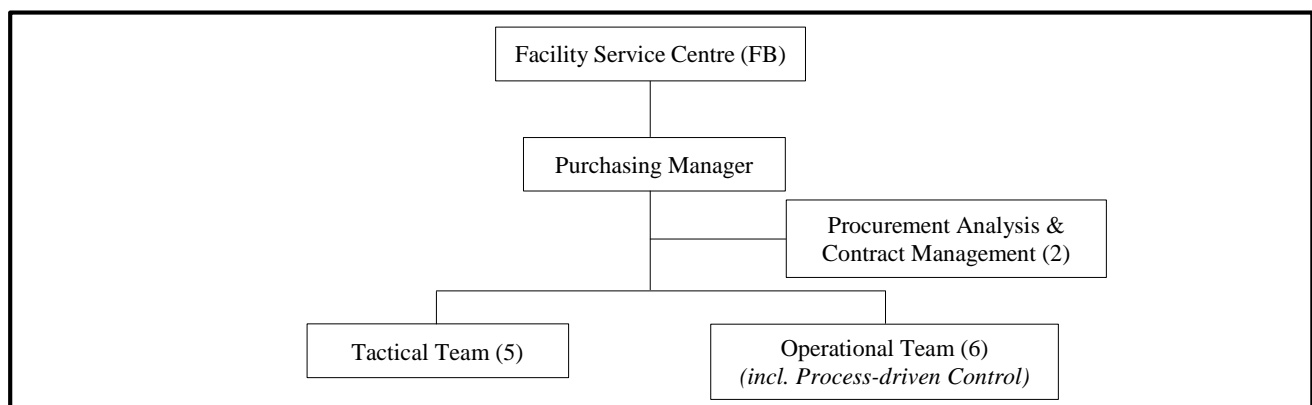 Facility Service Centre (FB)
Purchasing Manager
Procurement Analysis &
Contract Management (2)
Tactical Team (5)
Operational Team (6)
(incl. Process-driven Control)